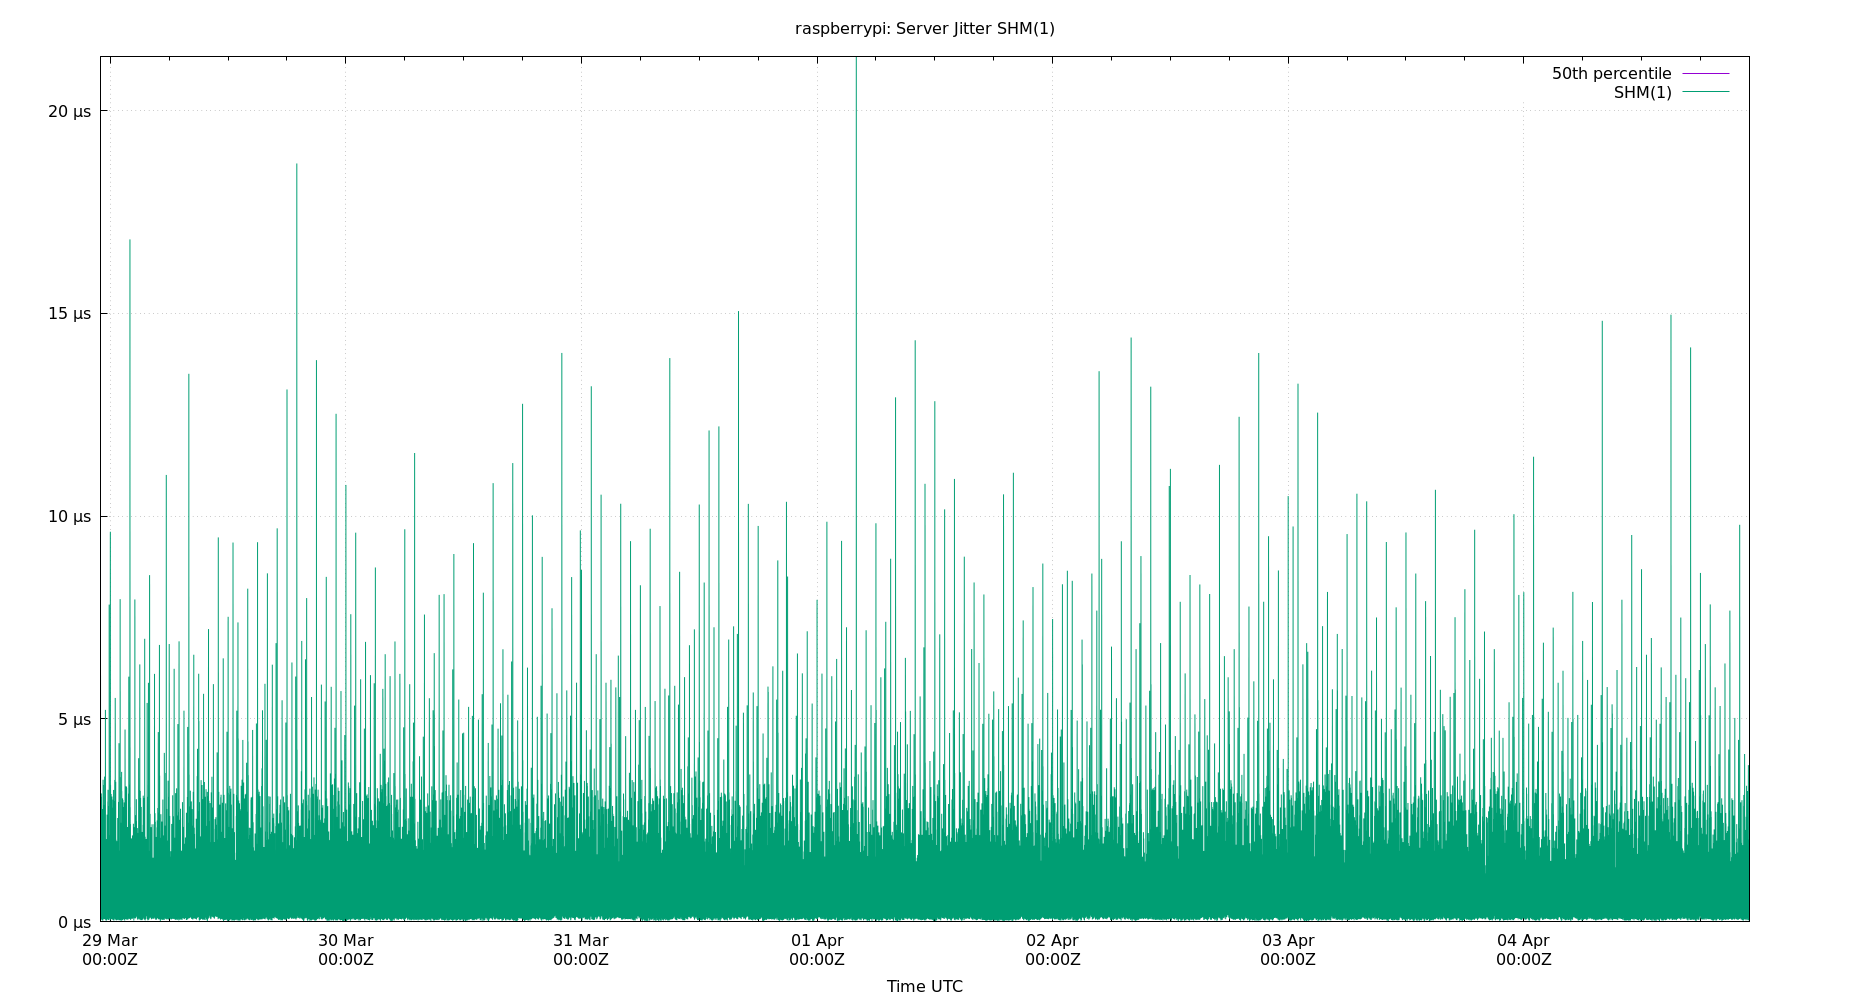 raspberrypi: Server Jitter SHM(1)
50th percentile
SHM(1)
20 μs
15 μs
10 μs
5 μs
0 μs
29 Mar 30 Mar 31 Mar 01 Apr 02 Apr 03 Apr 04 Apr
00:00Z 00:00Z 00:00Z 00:00Z 00:00Z 00:00Z 00:00Z
Time UTC